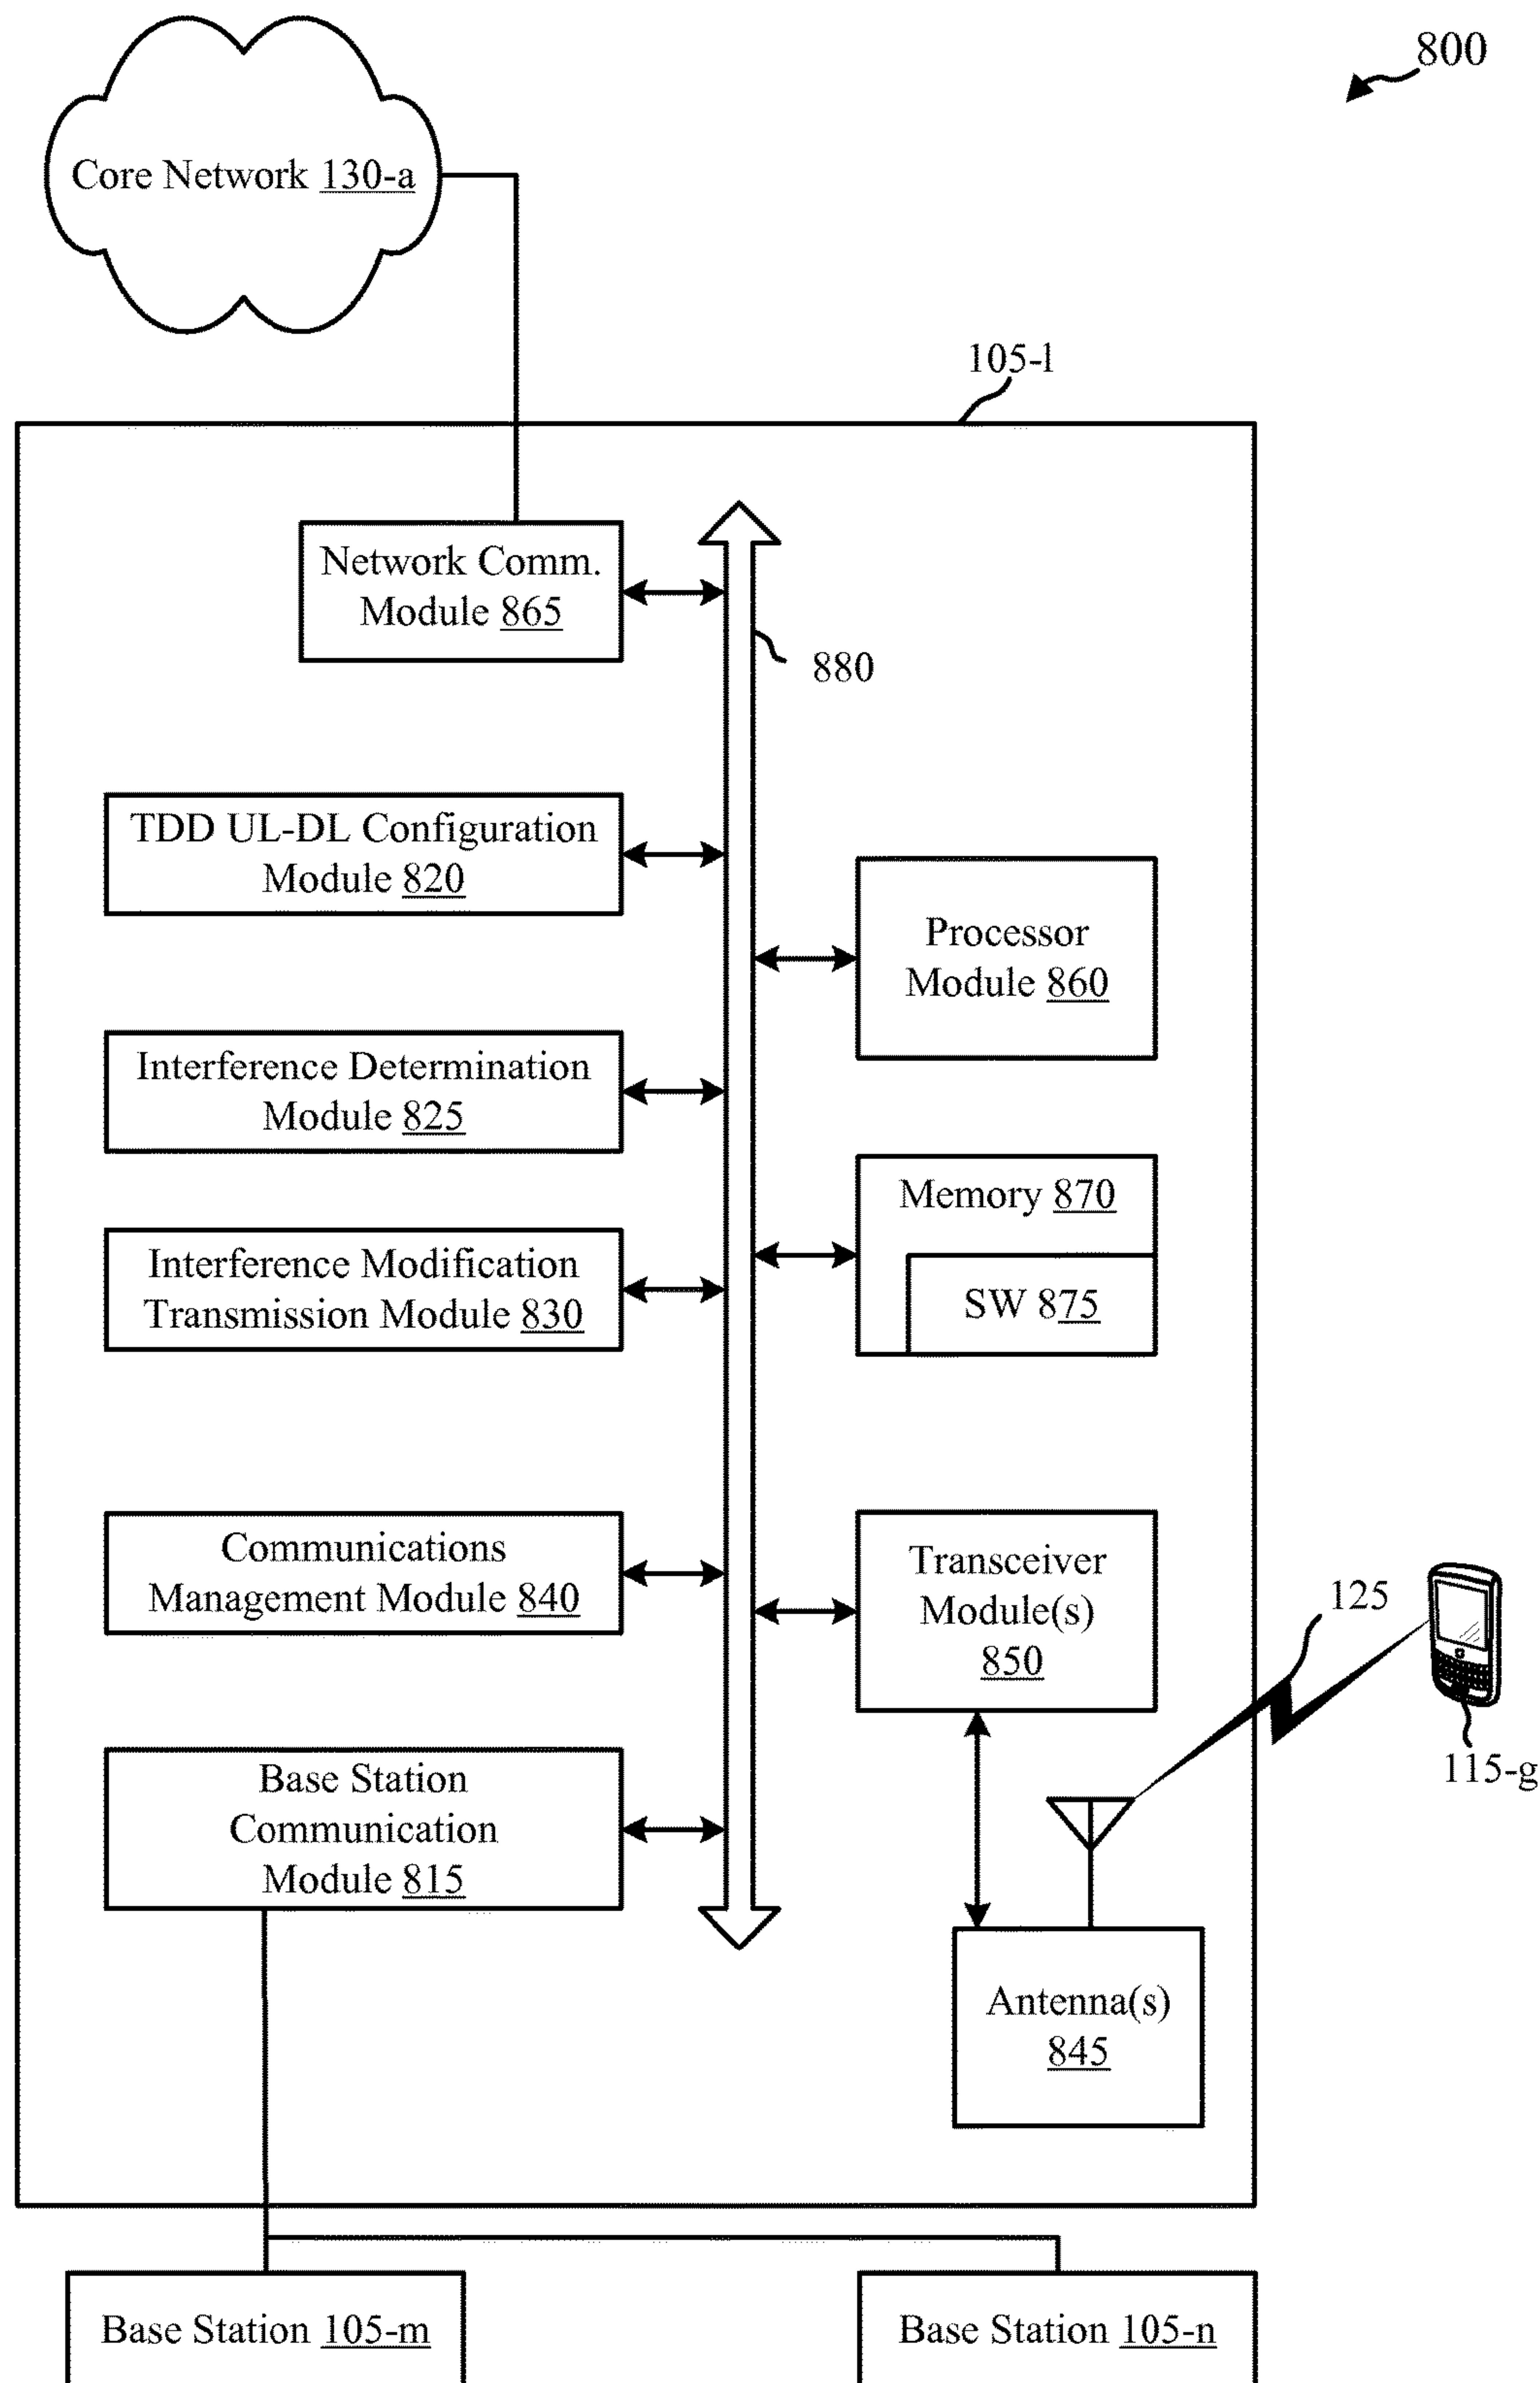 800
Core Network 130-a
105-l
Network Comm.
Module 865
880
TDD UL-DL Configuration
Module 820
Processor
Module 860
Interference Determination
Module 825
Memory 870
SW 875
Interference Modification
Transmission Module 830
Communications
Management Module 840
Transceiver
Module(s)
850
125
115-g
Base Station
Communication
Module 815
Antenna(s)
845
Base Station 105-m
Base Station 105-n